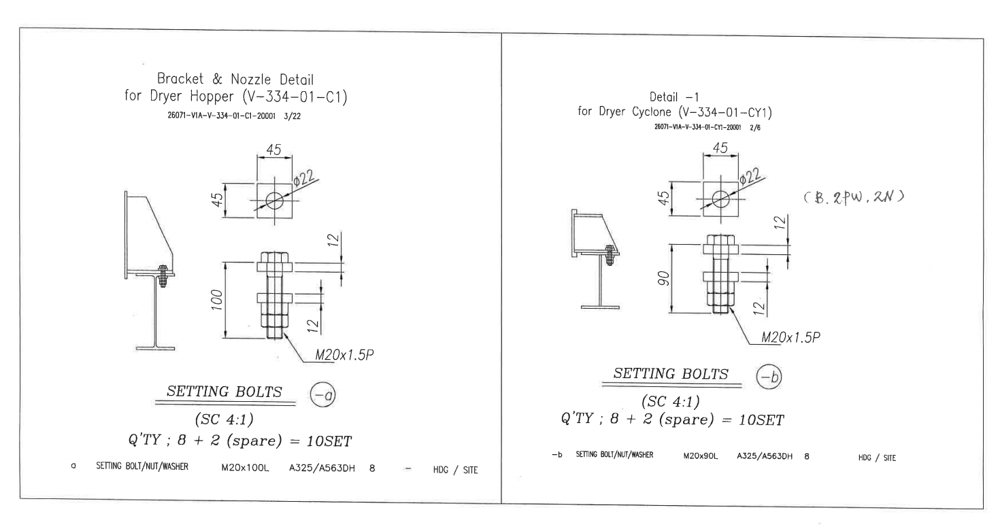 Bracket & Nozzle Detail
for Dryer Hopper (V-334-01-C1)
26071-V1A-V-334-01-C1-20001 3/22
45
Φ22
45
12
100
12
M20x1.5P
SETTING BOLTS -a
(SC 4:1)
Q'TY ; 8 + 2 (spare) = 10SET
a SETTING BOLT/NUT/WASHER M20x100L A325/A563DH 8 - HDG / SITE
Detail -1
for Dryer Cyclone (V-334-01-CY1)
26071-V1A-V-334-01-CY1-20001 2/6
45
Φ22
45
(B. 2PW, 2N)
12
90
12
M20x1.5P
SETTING BOLTS -b
(SC 4:1)
Q'TY ; 8 + 2 (spare) = 10SET
-b SETTING BOLT/NUT/WASHER M20x90L A325/A563DH 8 HDG / SITE